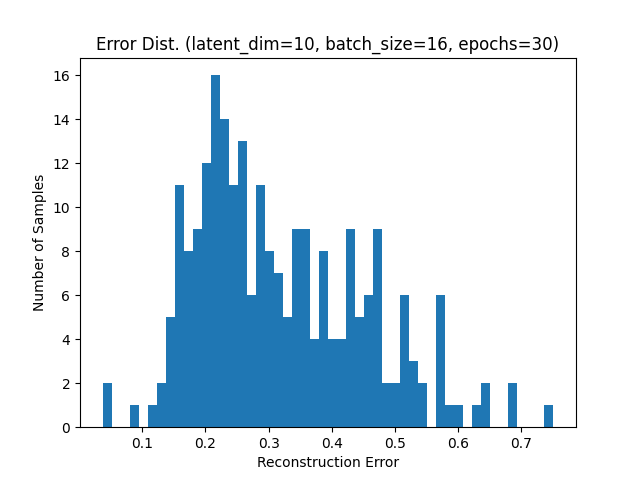 Error Dist. (latent_dim=10, batch_size=16, epochs=30)
Number of Samples
16
14
12
10
8
6
4
2
0
0.1 0.2 0.3 0.4 0.5 0.6 0.7
Reconstruction Error